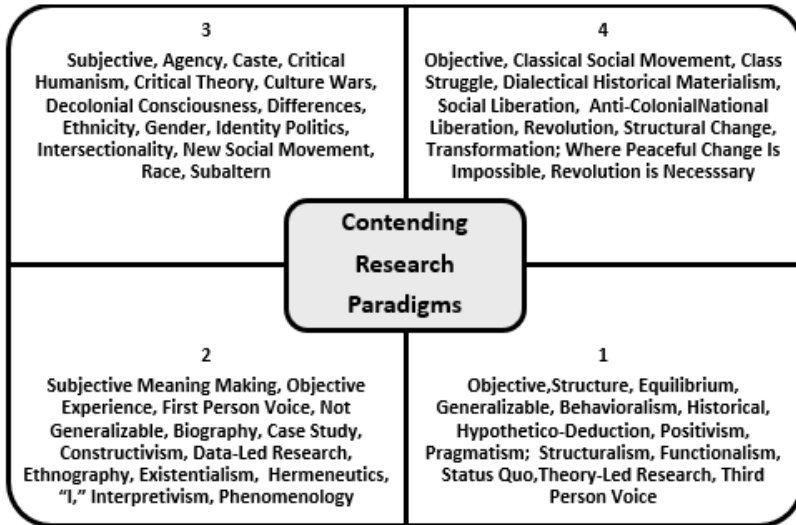 3
Subjective, Agency, Caste, Critical
Humanism, Critical Theory, Culture Wars,
Decolonial Consciousness, Differences,
Ethnicity, Gender, Identity Politics,
Intersectionality, New Social Movement,
Race, Subaltern
4
Objective, Classical Social Movement, Class
Struggle, Dialectical Historical Materialism,
Social Liberation, Anti-ColonialNational
Liberation, Revolution, Structural Change,
Transformation; Where Peaceful Change Is
Impossible, Revolution is Necesssary
Contending
Research
Paradigms
2
Subjective Meaning Making, Objective
Experience, First Person Voice, Not
Generalizable, Biography, Case Study,
Constructivism, Data-Led Research,
Ethnography, Existentialism, Hermeneutics,
“I,” Interpretivism, Phenomenology
1
Objective,Structure, Equilibrium,
Generalizable, Behavioralism, Historical,
Hypothetico-Deduction, Positivism,
Pragmatism; Structuralism, Functionalism,
Status Quo,Theory-Led Research, Third
Person Voice